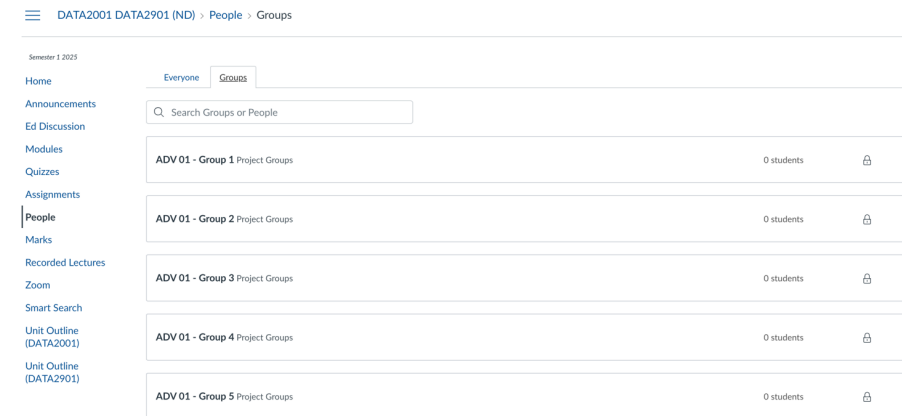 DATA2001 DATA2901 (ND) > People > Groups
Semester 1 2025
Home
Announcements
Ed Discussion
Modules
Quizzes
Assignments
People
Marks
Recorded Lectures
Zoom
Smart Search
Unit Outline
(DATA2001)
Unit Outline
(DATA2901)
Everyone Groups
Search Groups or People
ADV 01 - Group 1 Project Groups 0 students
ADV 01 - Group 2 Project Groups 0 students
ADV 01 - Group 3 Project Groups 0 students
ADV 01 - Group 4 Project Groups 0 students
ADV 01 - Group 5 Project Groups 0 students